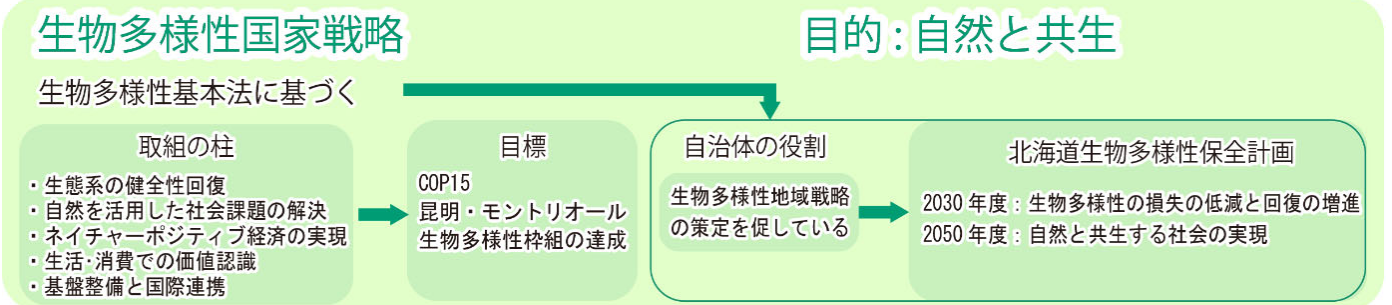 生物多様性国家戦略
目的:自然と共生
生物多様性基本法に基づく
取組の柱
・生態系の健全性回復
・自然を活用した社会課題の解決
・ネイチャーポジティブ経済の実現
・生活・消費での価値認識
・基盤整備と国際連携
目標
COP15
昆明・モントリオール
生物多様性枠組の達成
自治体の役割
生物多様性地域戦略
の策定を促している
北海道生物多様性保全計画
2030年度：生物多様性の損失の低減と回復の増進
2050年度：自然と共生する社会の実現